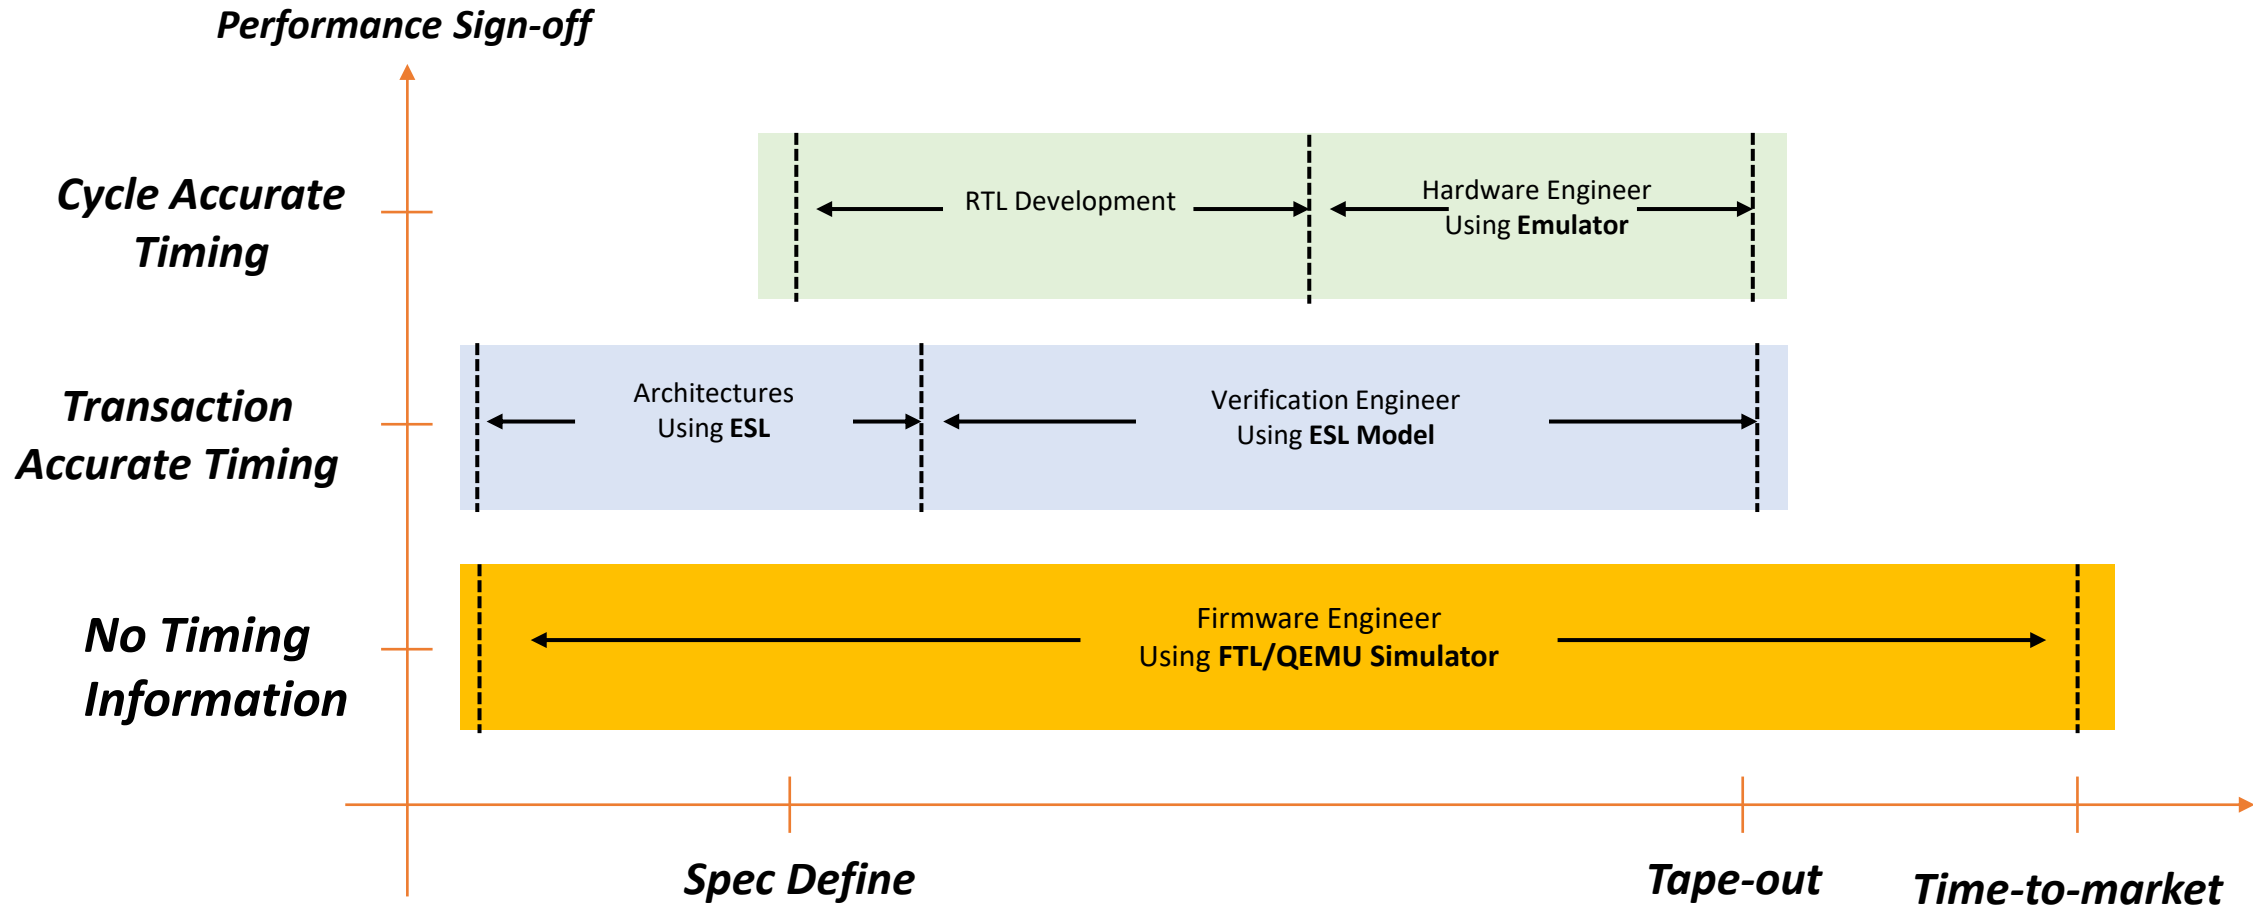 Performance Sign-off
Cycle Accurate
Timing
RTL Development
Hardware Engineer
Using Emulator
Transaction
Accurate Timing
Architectures
Using ESL
Verification Engineer
Using ESL Model
No Timing
Information
Firmware Engineer
Using FTL/QEMU Simulator
Spec Define
Tape-out
Time-to-market